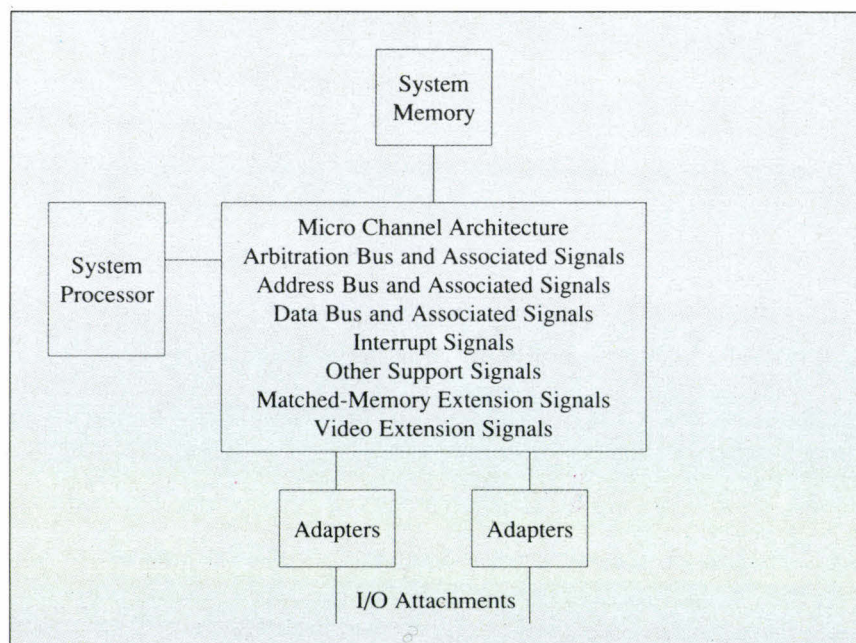 System
Memory
System
Processor
Micro Channel Architecture
Arbitration Bus and Associated Signals
Address Bus and Associated Signals
Data Bus and Associated Signals
Interrupt Signals
Other Support Signals
Matched-Memory Extension Signals
Video Extension Signals
Adapters
Adapters
I/O Attachments